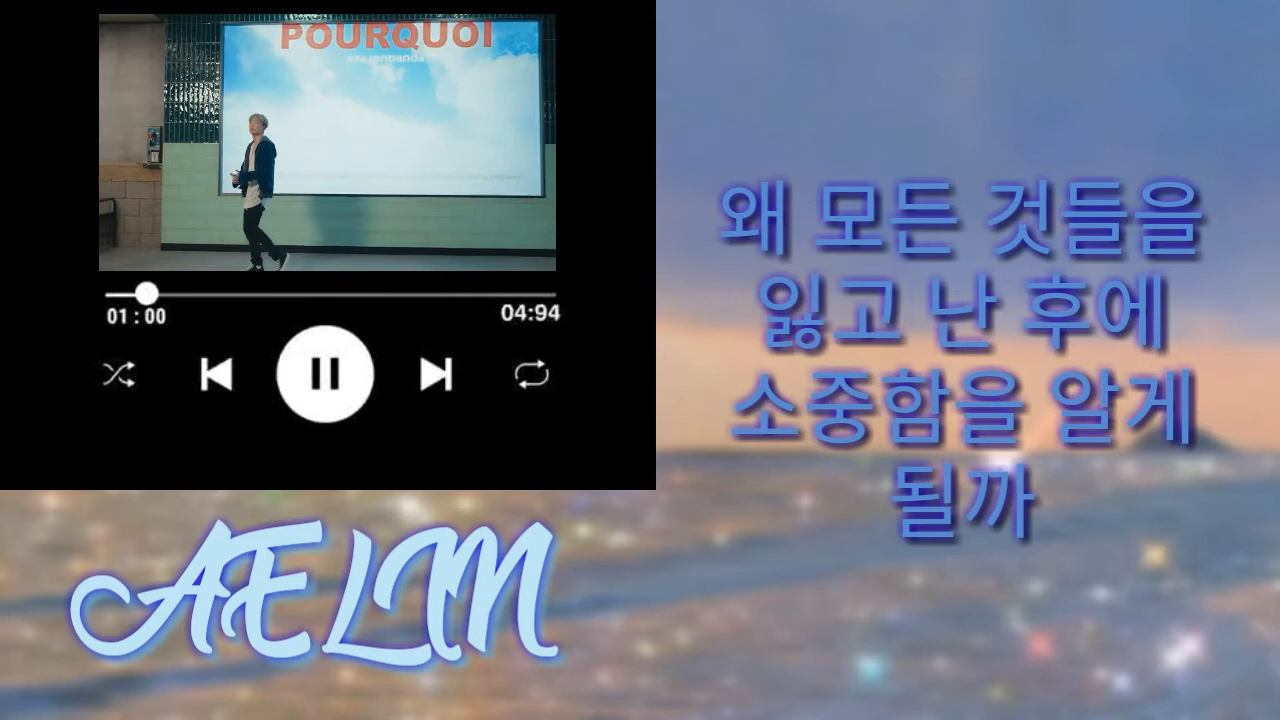 POURQUOI
01 : 00
04:94
왜 모든 것들을
잃고 난 후에
소중함을 알게
될까
AELIM